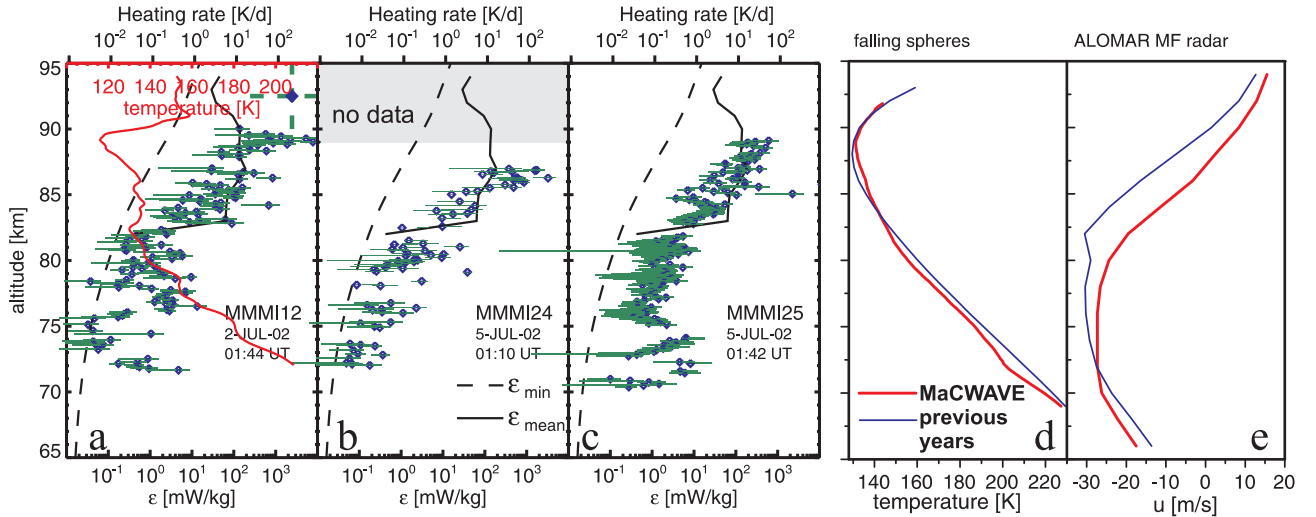 Heating rate [K/d]
Heating rate [K/d]
Heating rate [K/d]
10⁻² 10⁻¹ 10⁰ 10¹ 10²
10⁻² 10⁻¹ 10⁰ 10¹ 10²
10⁻² 10⁻¹ 10⁰ 10¹ 10²
falling spheres
ALOMAR MF radar
altitude [km]
95
90
85
80
75
70
65
120 140 160 180 200
temperature [K]
no data
MMMI12
2-JUL-02
01:44 UT
MMMI24
5-JUL-02
01:10 UT
MMMI25
5-JUL-02
01:42 UT
ε min
ε mean
MaCWAVE
previous
years
a
b
c
d
e
10⁻¹ 10⁰ 10¹ 10² 10³
10⁻¹ 10⁰ 10¹ 10² 10³
10⁻¹ 10⁰ 10¹ 10² 10³
140 160 180 200 220
-30 -20 -10 0 10 20
ε [mW/kg]
ε [mW/kg]
ε [mW/kg]
temperature [K]
u [m/s]